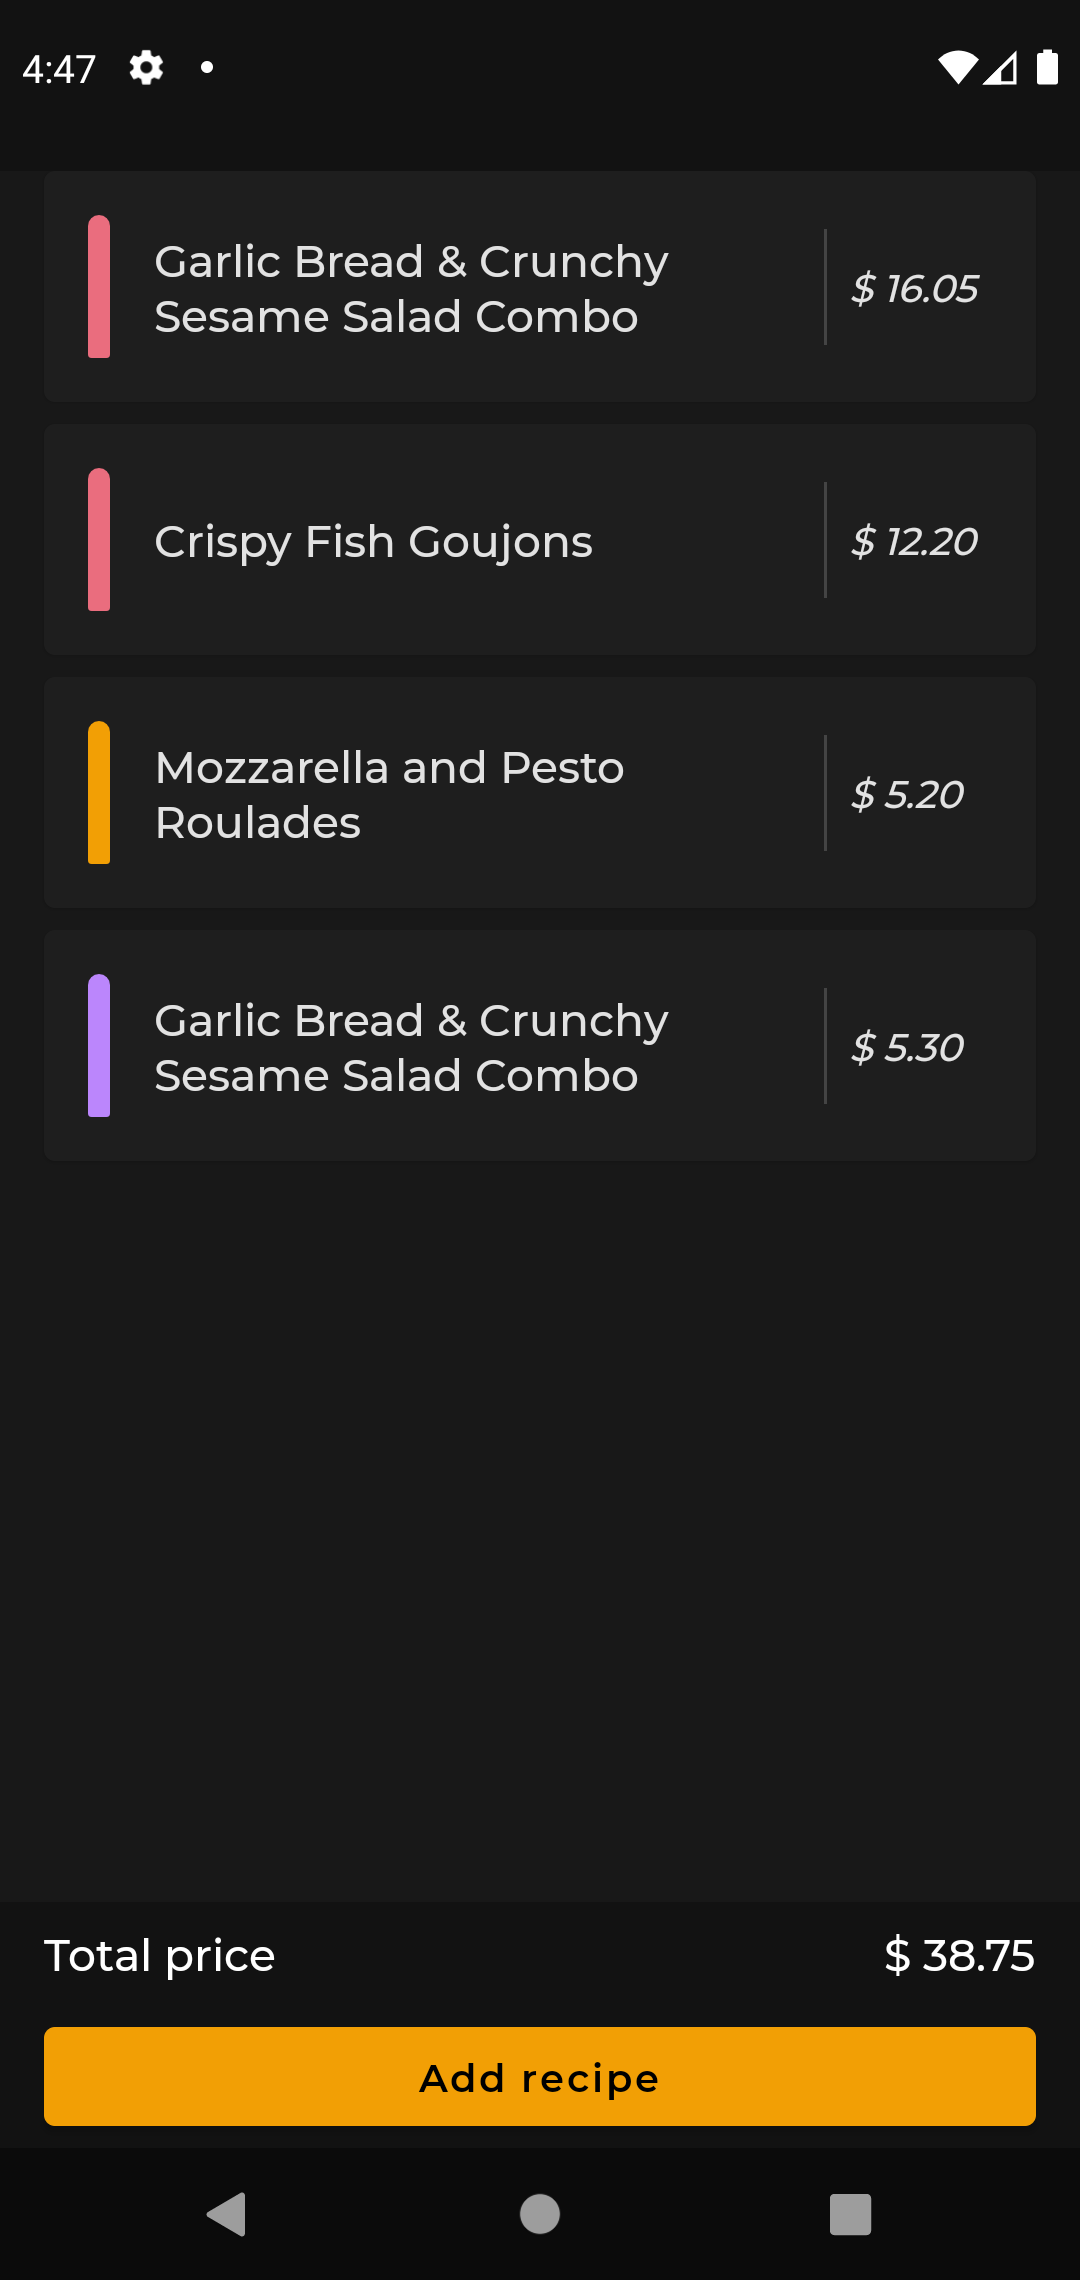 4:47
Garlic Bread & Crunchy
Sesame Salad Combo
$ 16.05
Crispy Fish Goujons
$ 12.20
Mozzarella and Pesto
Roulades
$ 5.20
Garlic Bread & Crunchy
Sesame Salad Combo
$ 5.30
Total price
$ 38.75
Add recipe